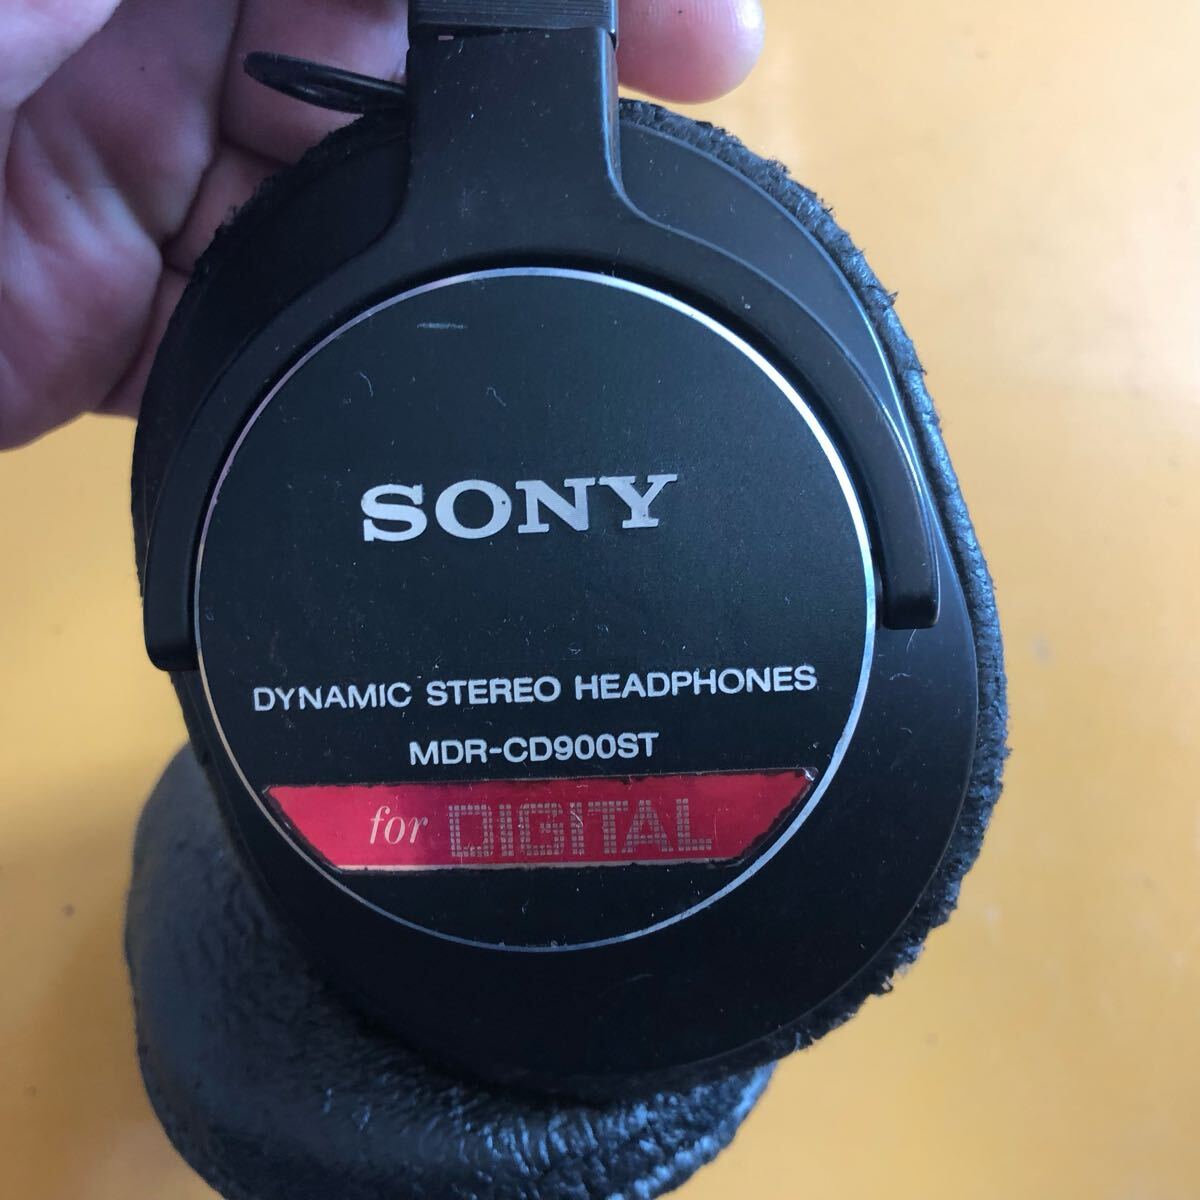 SONY
DYNAMIC STEREO HEADPHONES
MDR-CD900ST
for DIGITAL